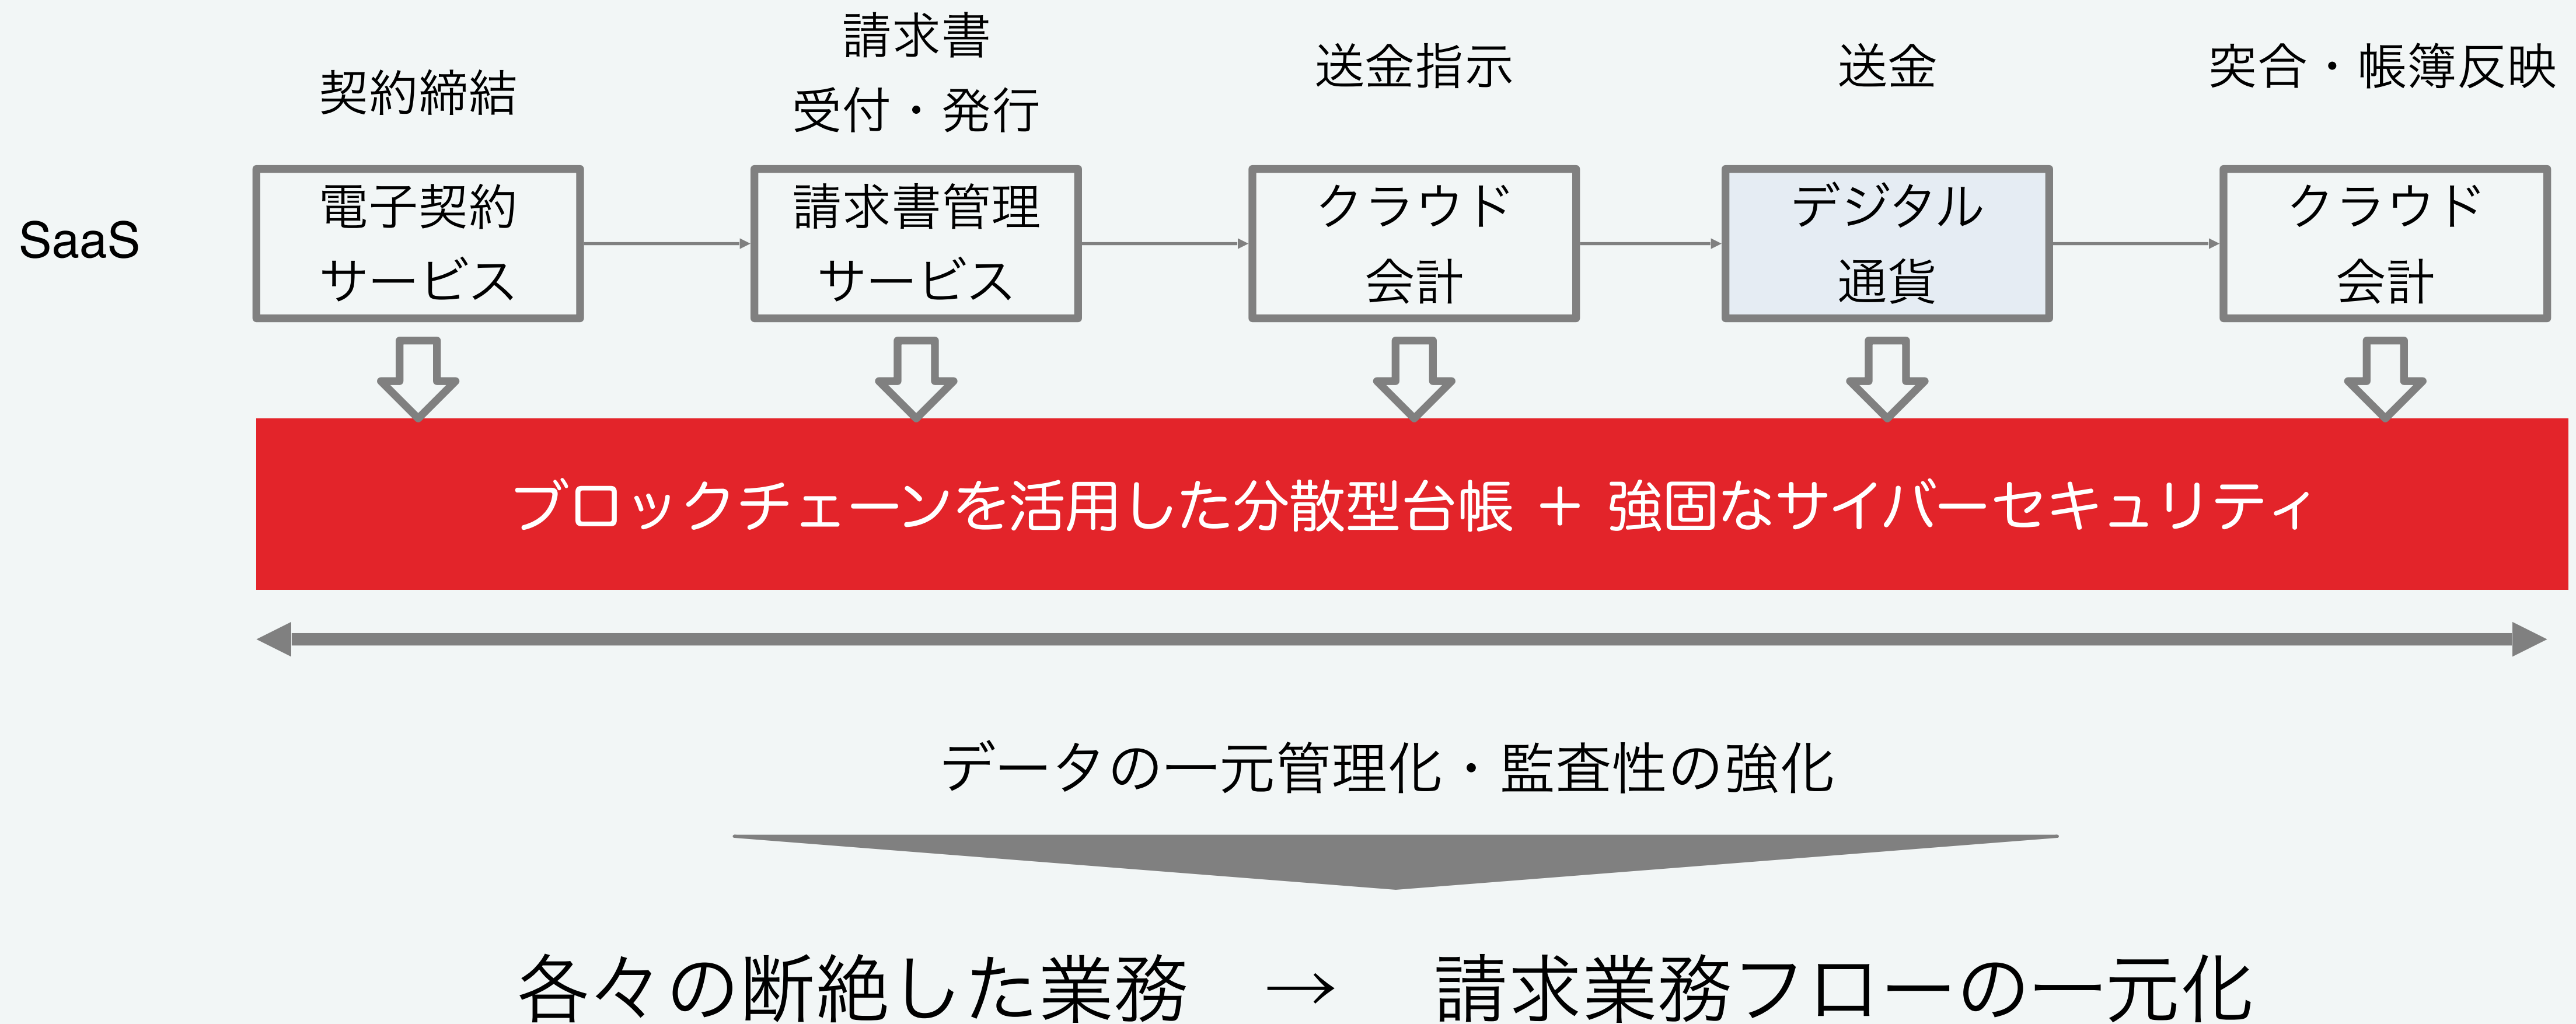 契約締結
請求書
受付・発行
送金指示
送金
突合・帳簿反映
SaaS
電子契約
サービス
請求書管理
サービス
クラウド
会計
デジタル
通貨
クラウド
会計
ブロックチェーンを活用した分散型台帳 ＋ 強固なサイバーセキュリティ
データの一元管理化・監査性の強化
各々の断絶した業務 → 請求業務フローの一元化